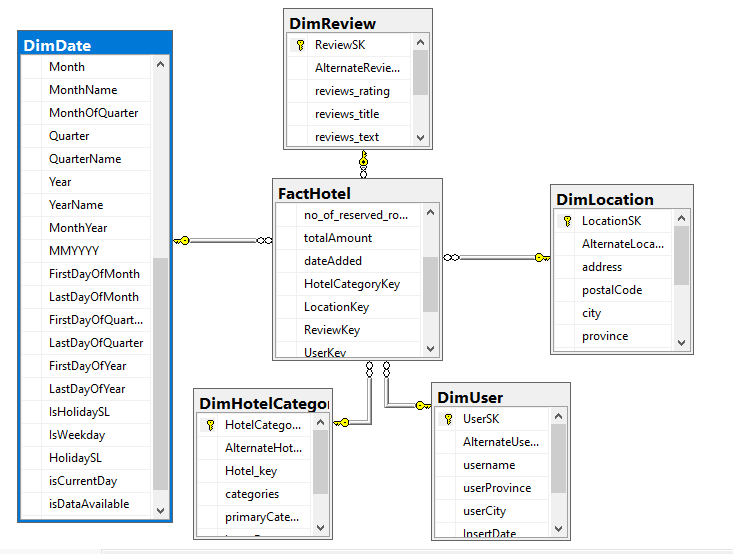 DimReview
ReviewSK
AlternateRevie...
reviews_rating
reviews_title
reviews_text
DimDate
Month
MonthName
MonthOfQuarter
Quarter
QuarterName
Year
YearName
MonthYear
MMYYYY
FirstDayOfMonth
LastDayOfMonth
FirstDayOfQuart...
LastDayOfQuarter
FirstDayOfYear
LastDayOfYear
IsHolidaySL
IsWeekday
HolidaySL
isCurrentDay
isDataAvailable
FactHotel
no_of_reserved_ro...
totalAmount
dateAdded
HotelCategoryKey
LocationKey
ReviewKey
UserKey
DimLocation
LocationSK
AlternateLoca...
address
postalCode
city
province
DimHotelCatego
HotelCatego...
AlternateHot...
Hotel_key
categories
primaryCate...
DimUser
UserSK
AlternateUse...
username
userProvince
userCity
InsertDate